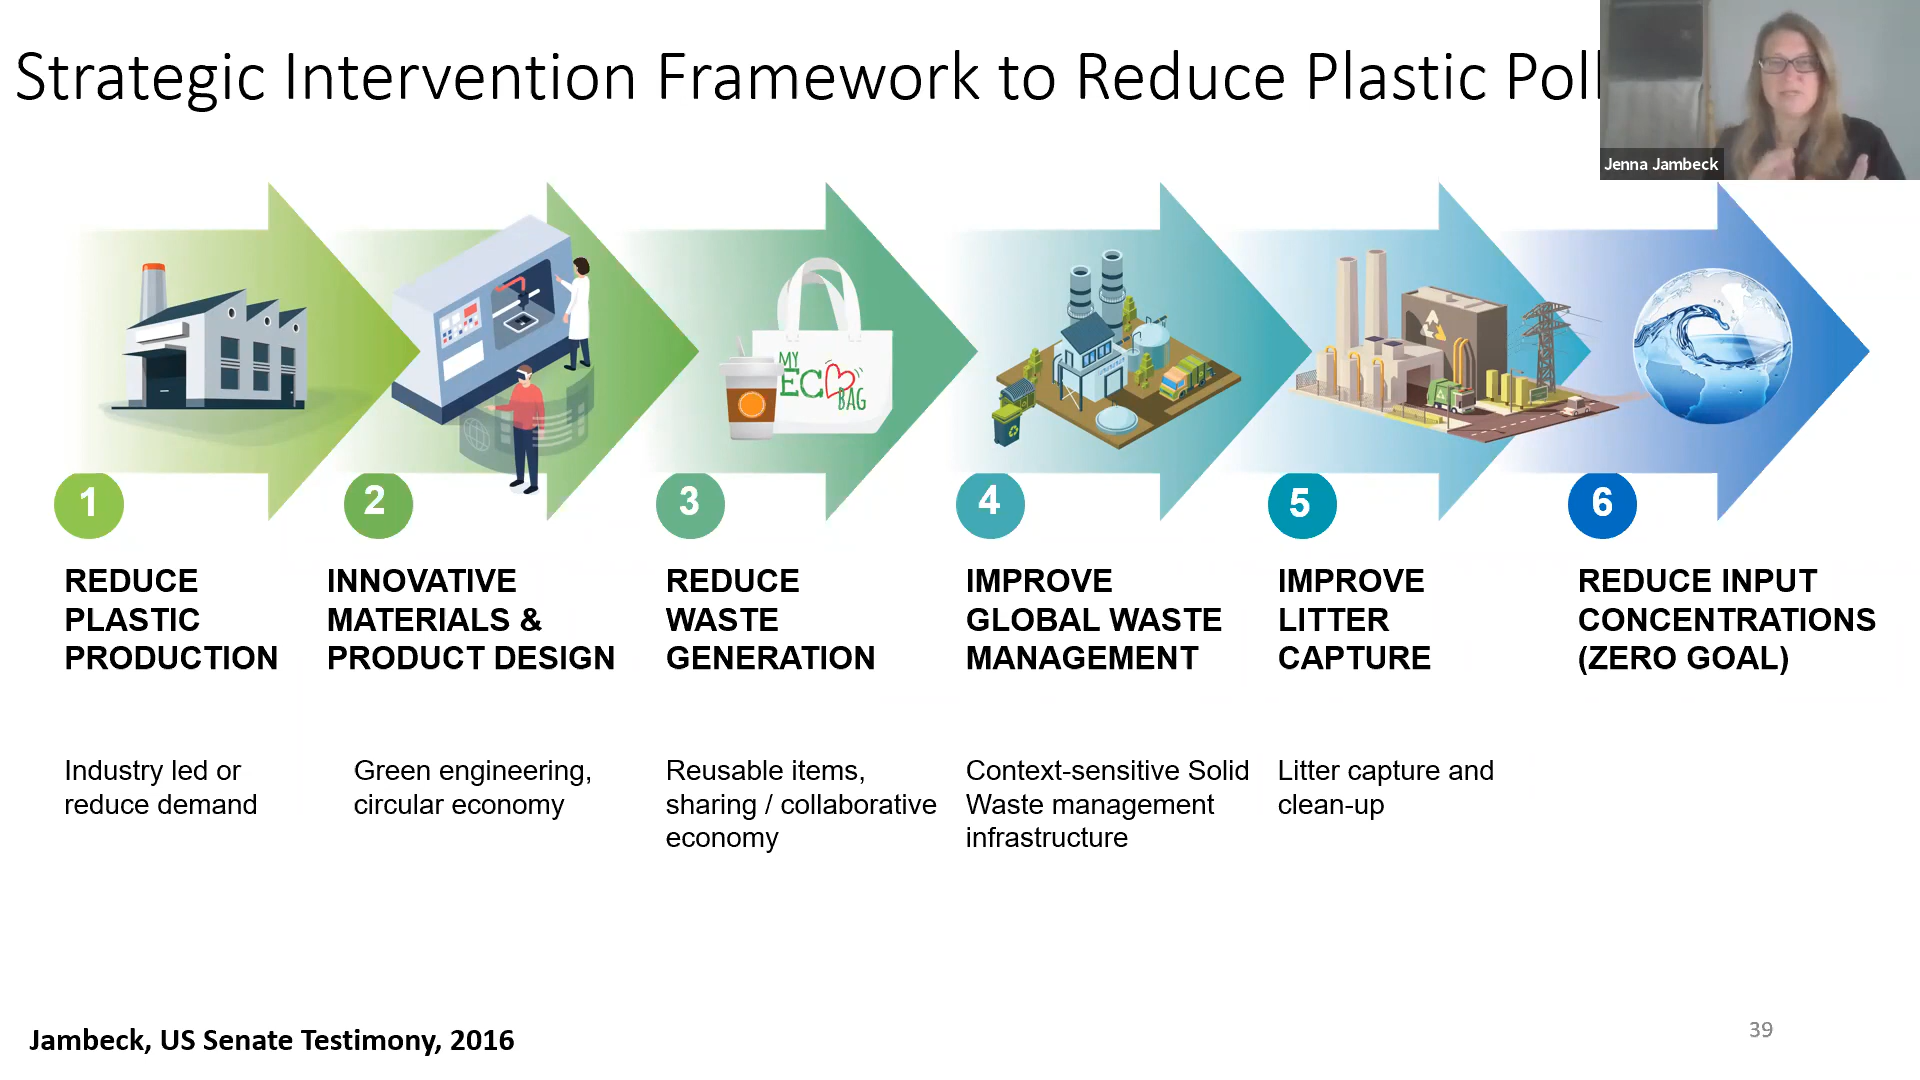 Strategic Intervention Framework to Reduce Plastic
Jenna Jambeck
MY
EC
BAG
1
2
3
4
5
6
REDUCE
PLASTIC
PRODUCTION
INNOVATIVE
MATERIALS &
PRODUCT DESIGN
REDUCE
WASTE
GENERATION
IMPROVE
GLOBAL WASTE
MANAGEMENT
IMPROVE
LITTER
CAPTURE
REDUCE INPUT
CONCENTRATIONS
(ZERO GOAL)
Industry led or
reduce demand
Green engineering,
circular economy
Reusable items,
sharing / collaborative
economy
Context-sensitive Solid
Waste management
infrastructure
Litter capture and
clean-up
Jambeck, US Senate Testimony, 2016
39